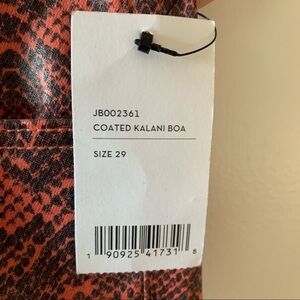 JB002361
COATED KALANI BOA
SIZE 29
1 90925 41731 8